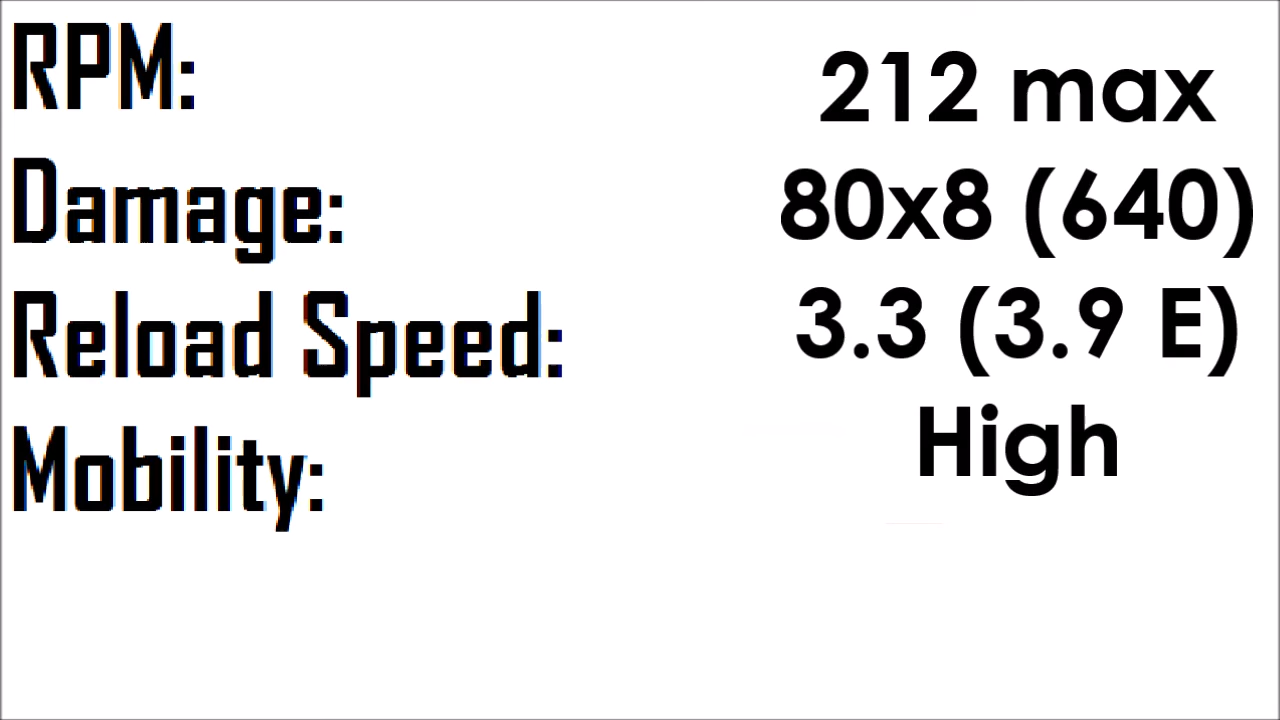 RPM: 212 max
Damage: 80x8 (640)
Reload Speed: 3.3 (3.9 E)
Mobility: High